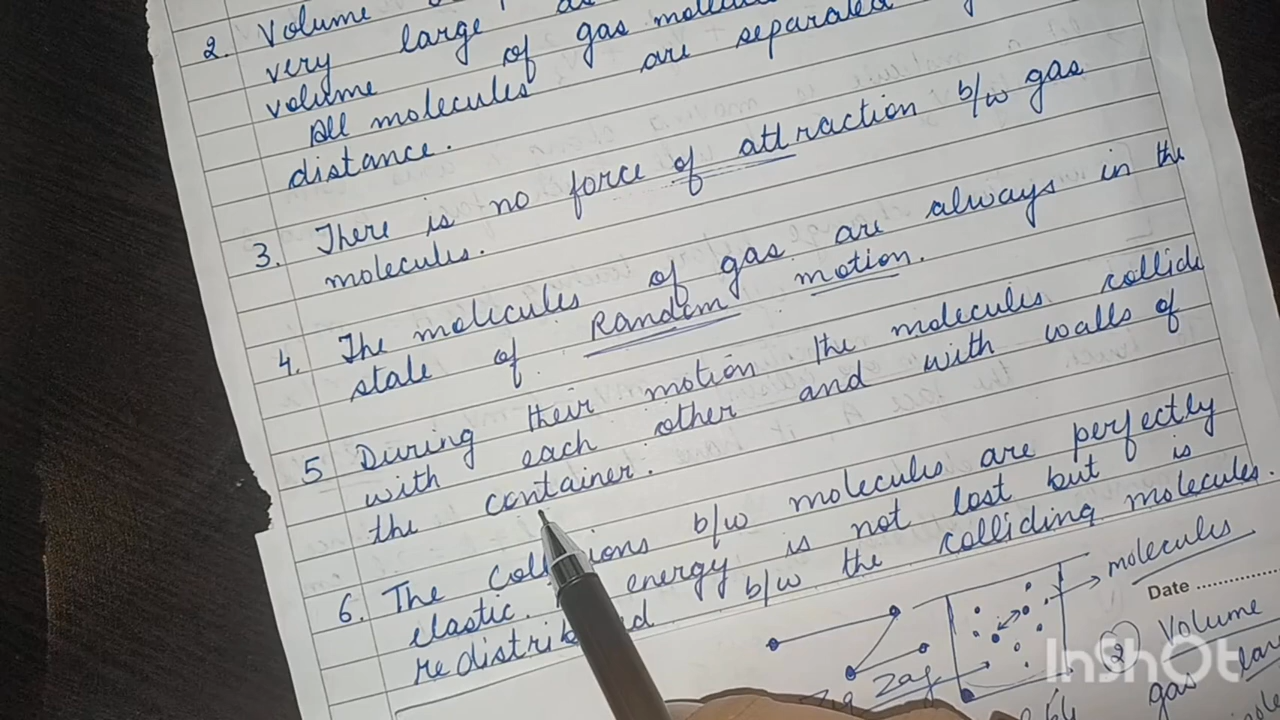 2. Volume
very large as
volume of gas
All molecules are separated
distance.
3. There is no force of attraction b/w gas
molecules.
4. The molecules of gas are always in the
state of Random motion.
5 During their motion the molecules collide
with each other and with walls of
the container.
6. The b/w molecules are perfectly
elastic. energy is not lost but is
b/w the colliding molecules.
molecules
Date
Zag
② Volume
gas
InShOt